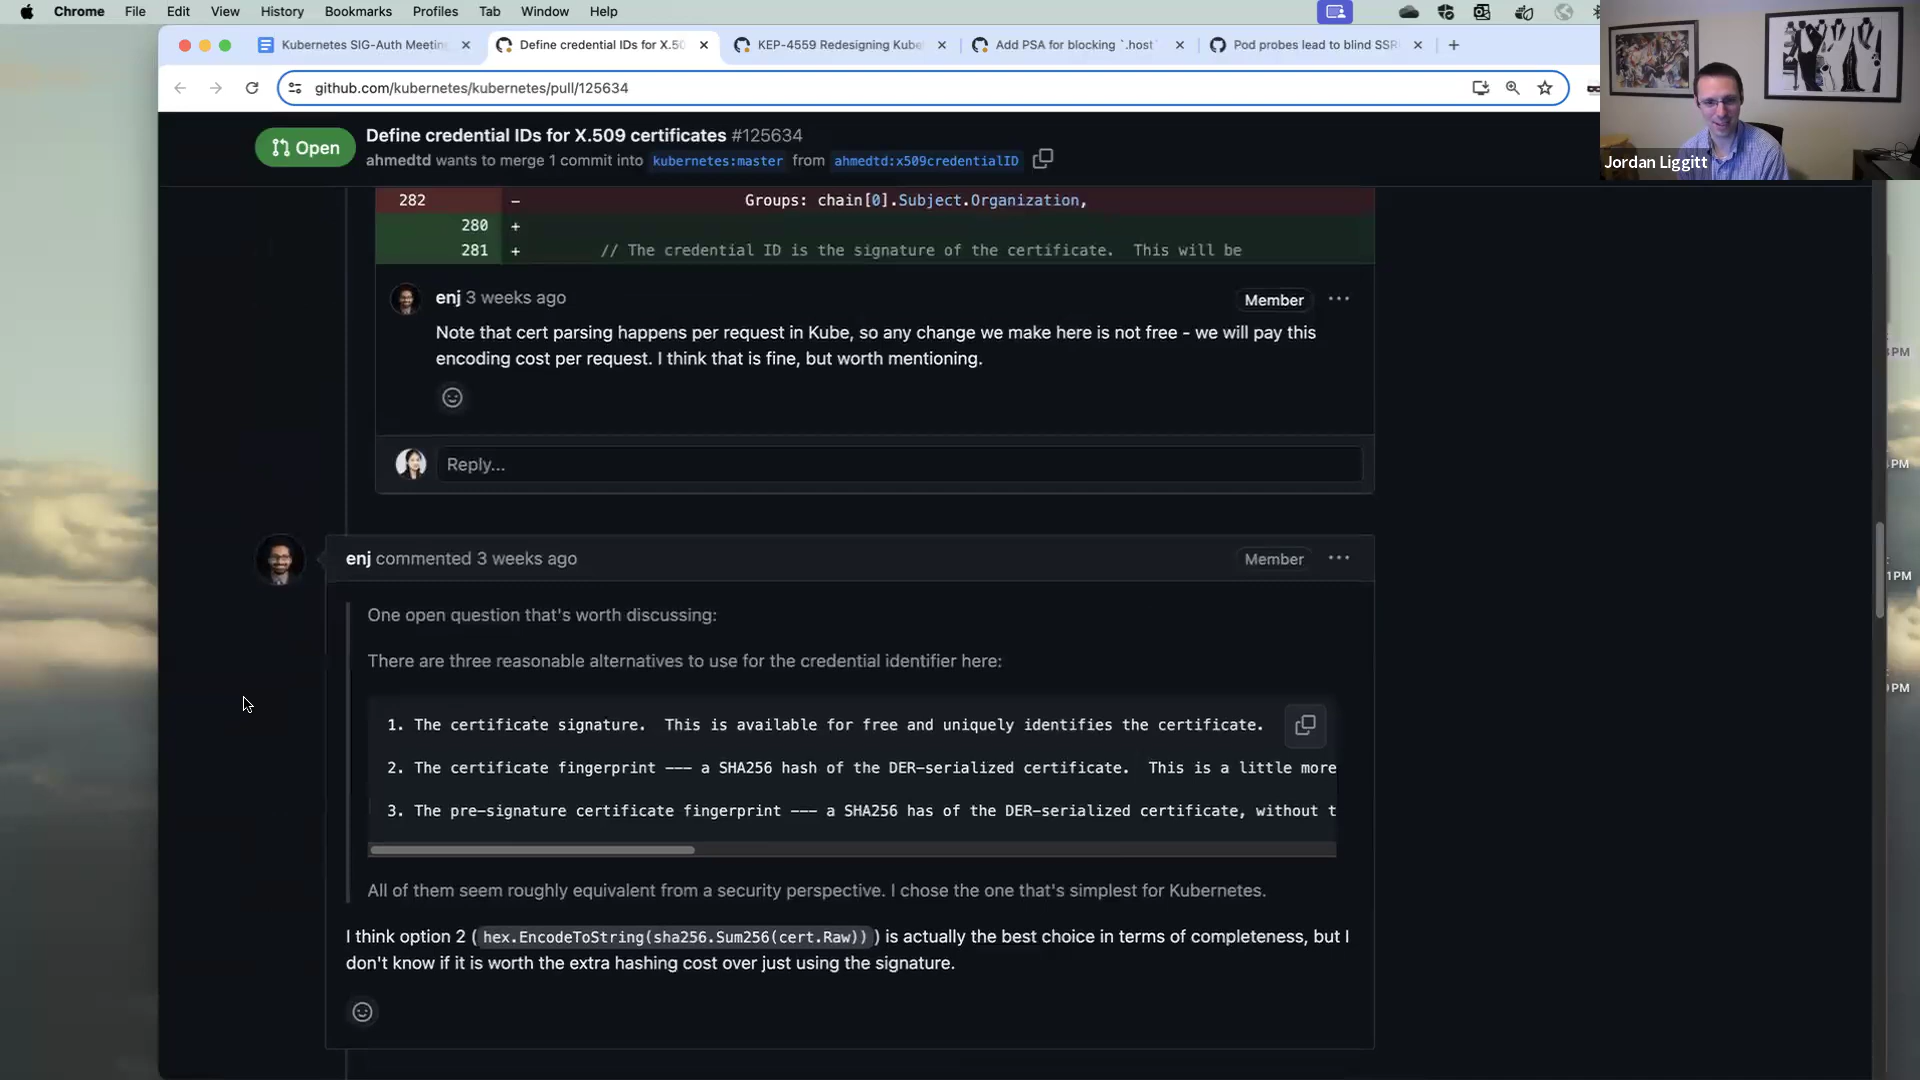 Chrome File Edit View History Bookmarks Profiles Tab Window Help
Kubernetes SIG-Auth Meetin
Define credential IDs for X.50
KEP-4559 Redesigning Kube
Add PSA for blocking `.host`
Pod probes lead to blind SSR
github.com/kubernetes/kubernetes/pull/125634
Jordan Liggitt
Open
Define credential IDs for X.509 certificates #125634
ahmedtd wants to merge 1 commit into kubernetes:master from ahmedtd:x509credentialID
282 - Groups: chain[0].Subject.Organization,
280 +
281 + // The credential ID is the signature of the certificate. This will be
enj 3 weeks ago Member
Note that cert parsing happens per request in Kube, so any change we make here is not free - we will pay this
encoding cost per request. I think that is fine, but worth mentioning.
Reply...
enj commented 3 weeks ago Member
One open question that's worth discussing:
There are three reasonable alternatives to use for the credential identifier here:
1. The certificate signature. This is available for free and uniquely identifies the certificate.
2. The certificate fingerprint --- a SHA256 hash of the DER-serialized certificate. This is a little more
3. The pre-signature certificate fingerprint --- a SHA256 has of the DER-serialized certificate, without t
All of them seem roughly equivalent from a security perspective. I chose the one that's simplest for Kubernetes.
I think option 2 ( hex.EncodeToString(sha256.Sum256(cert.Raw)) ) is actually the best choice in terms of completeness, but I
don't know if it is worth the extra hashing cost over just using the signature.
PM
PM
1PM
PM